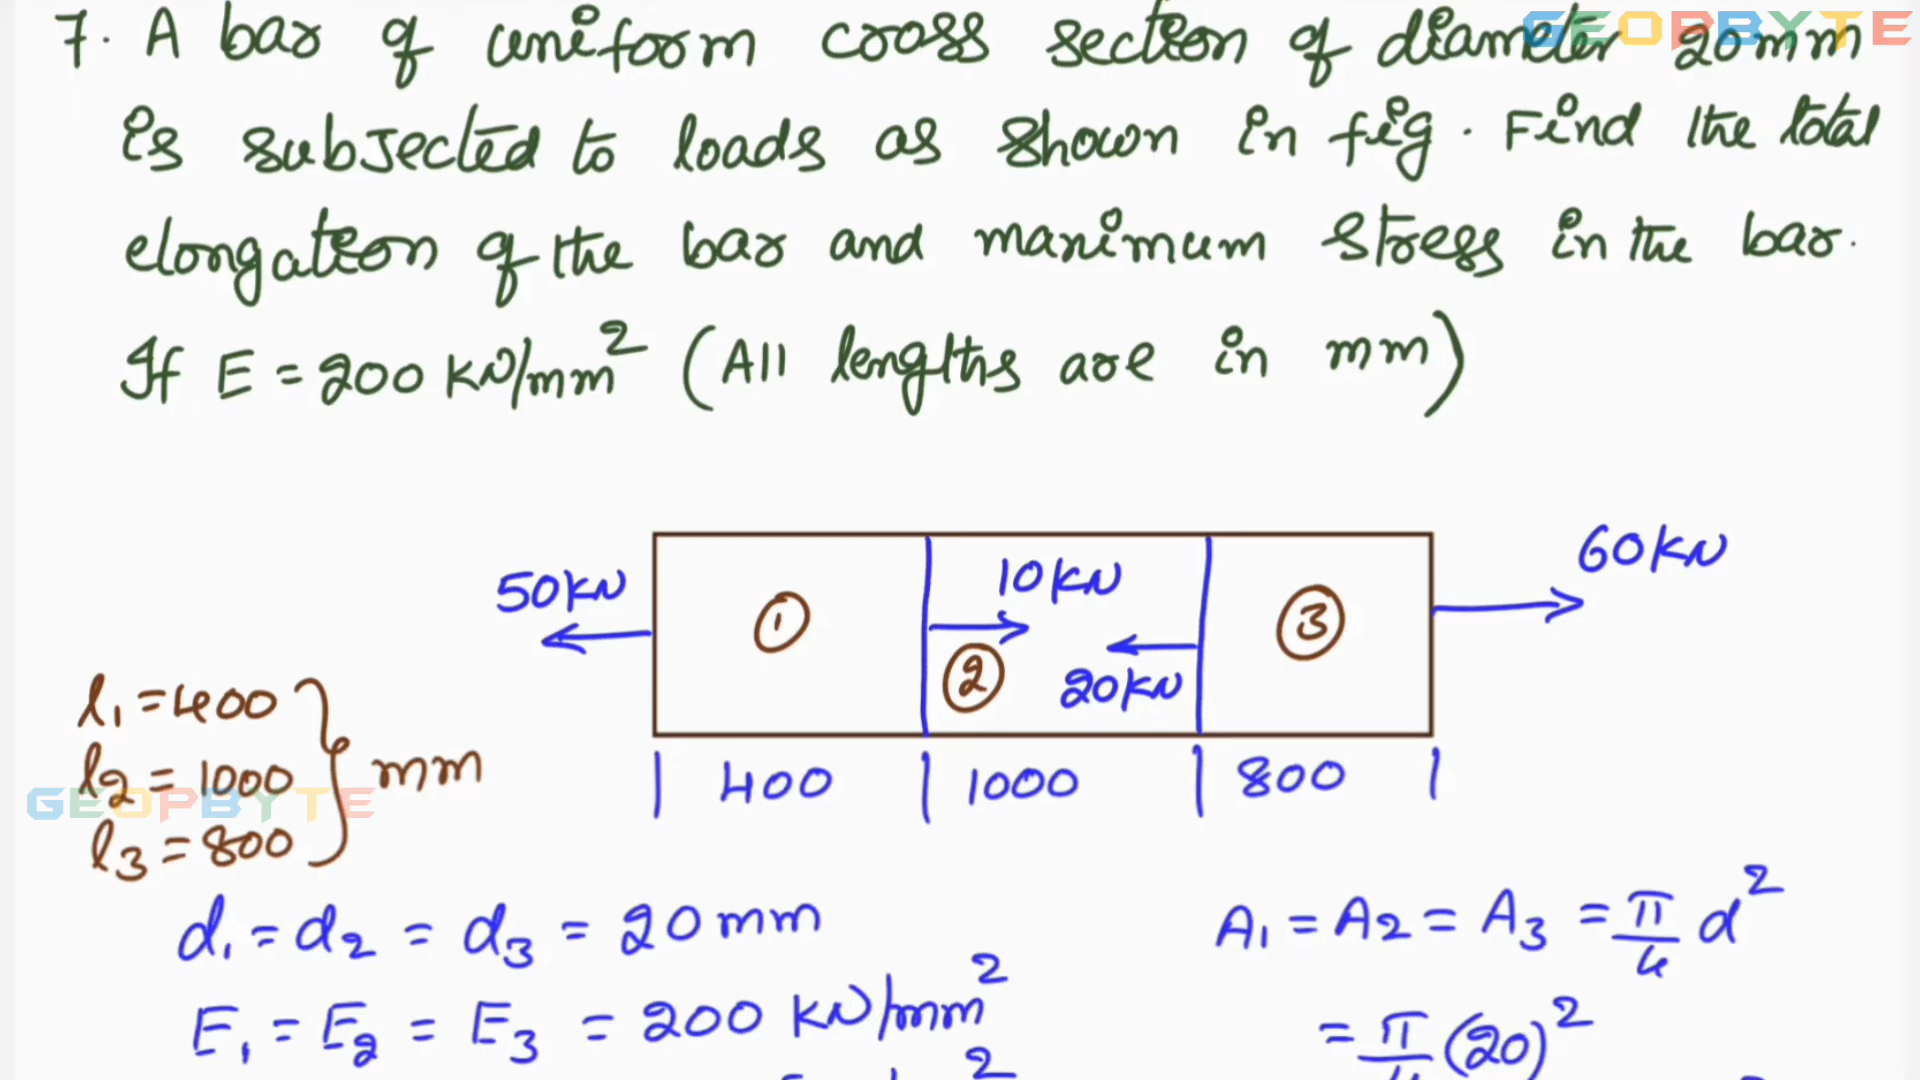 GEOPBYTE
7. A bar of uniform cross section of diameter 20mm
is subjected to loads as shown in fig. Find the total
elongation of the bar and maximum stress in the bar.
If E = 200 kN/mm² (All lengths are in mm)
50kN
①
10kN
②
20kN
③
60kN
400
1000
800
l₁ = 400
l₂ = 1000
l₃ = 800
mm
GEOPBYTE
d₁ = d₂ = d₃ = 20mm
A₁ = A₂ = A₃ = π/4 d²
E₁ = E₂ = E₃ = 200 kN/mm²
= π/4 (20)²